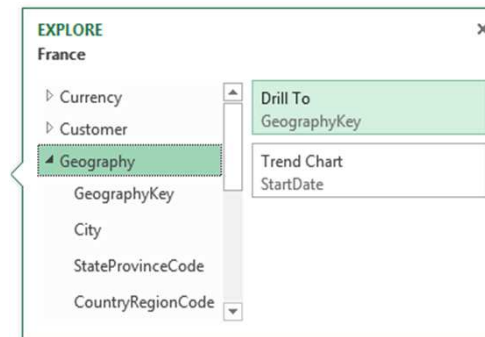 EXPLORE
France
Currency
Customer
Geography
GeographyKey
City
StateProvinceCode
CountryRegionCode
Drill To
GeographyKey
Trend Chart
StartDate